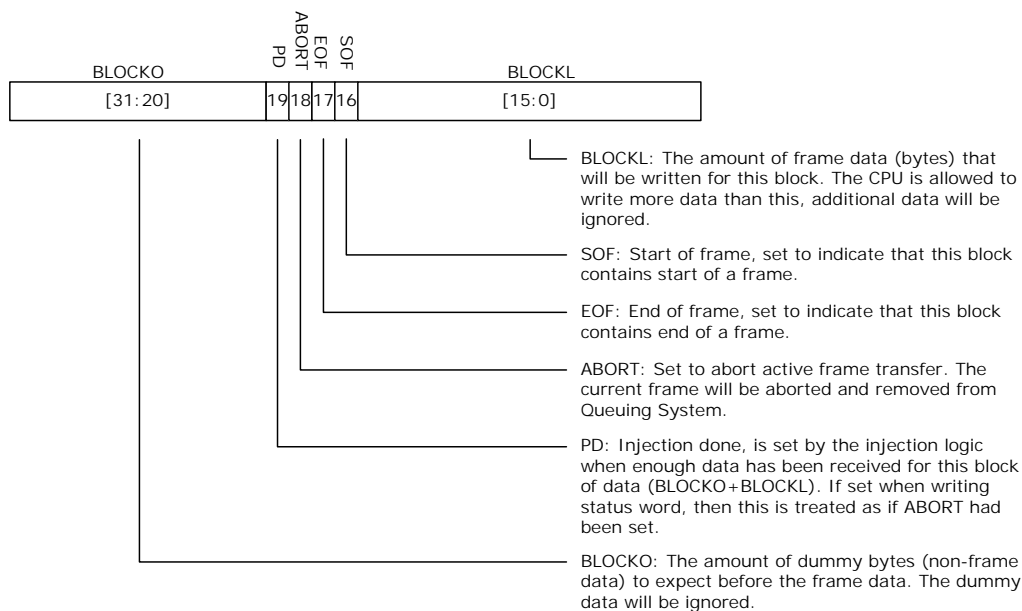 PD
ABORT
EOF
SOF
BLOCKO
BLOCKL
[31:20]
19
18
17
16
[15:0]
BLOCKL: The amount of frame data (bytes) that
will be written for this block. The CPU is allowed to
write more data than this, additional data will be
ignored.
SOF: Start of frame, set to indicate that this block
contains start of a frame.
EOF: End of frame, set to indicate that this block
contains end of a frame.
ABORT: Set to abort active frame transfer. The
current frame will be aborted and removed from
Queuing System.
PD: Injection done, is set by the injection logic
when enough data has been received for this block
of data (BLOCKO+BLOCKL). If set when writing
status word, then this is treated as if ABORT had
been set.
BLOCKO: The amount of dummy bytes (non-frame
data) to expect before the frame data. The dummy
data will be ignored.